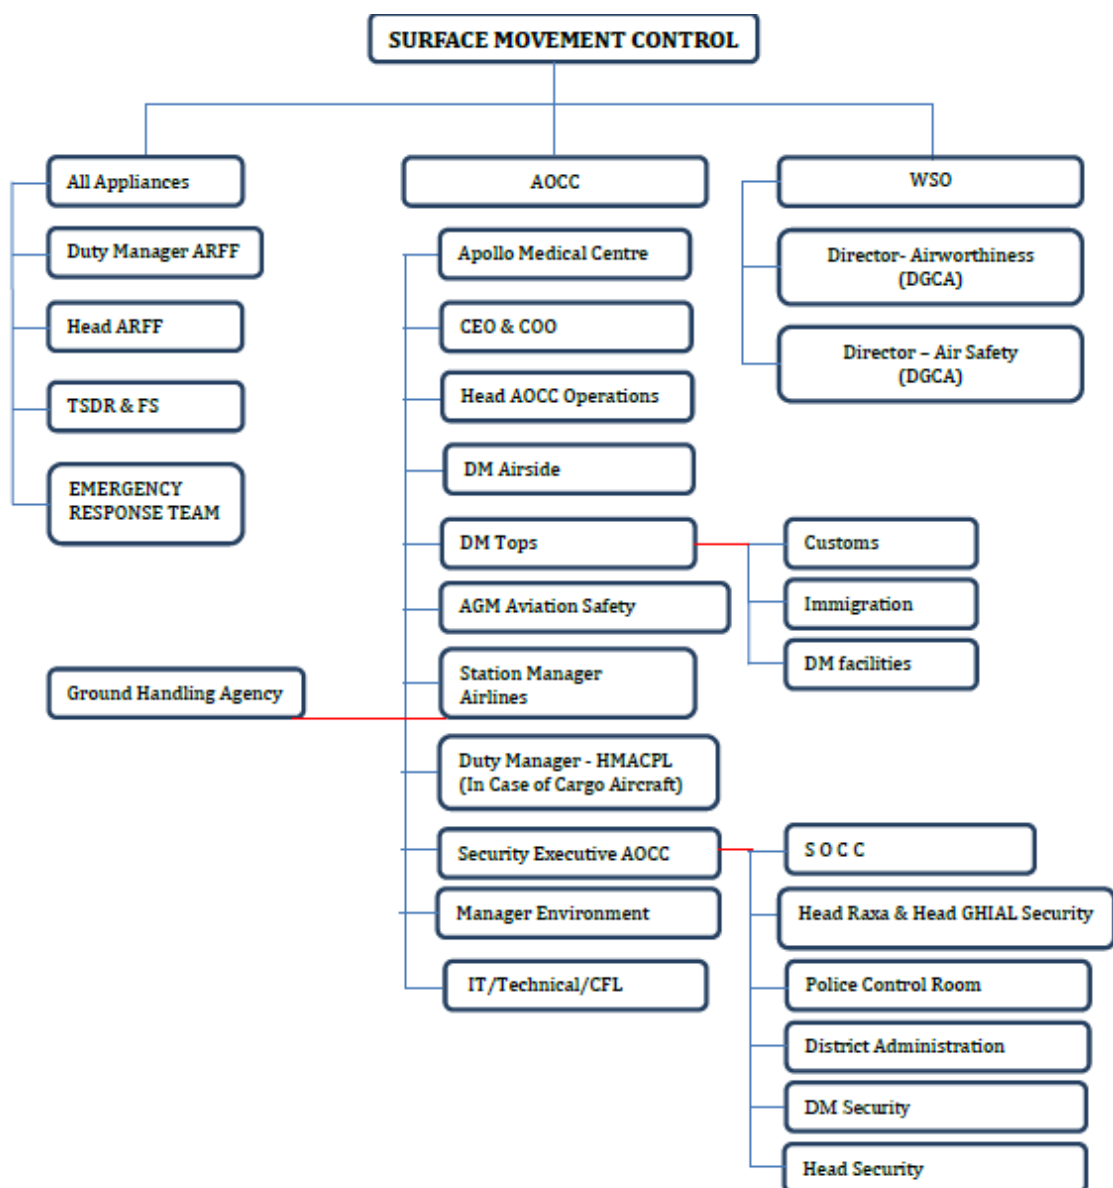 SURFACE MOVEMENT CONTROL
All Appliances
Duty Manager ARFF
Head ARFF
TSDR & FS
EMERGENCY
RESPONSE TEAM
Ground Handling Agency
AOCC
Apollo Medical Centre
CEO & COO
Head AOCC Operations
DM Airside
DM Tops
AGM Aviation Safety
Station Manager
Airlines
Duty Manager - HMACPL
(In Case of Cargo Aircraft)
Security Executive AOCC
Manager Environment
IT/Technical/CFL
WSO
Director- Airworthiness
(DGCA)
Director – Air Safety
(DGCA)
Customs
Immigration
DM facilities
S O C C
Head Raxa & Head GHIAL Security
Police Control Room
District Administration
DM Security
Head Security